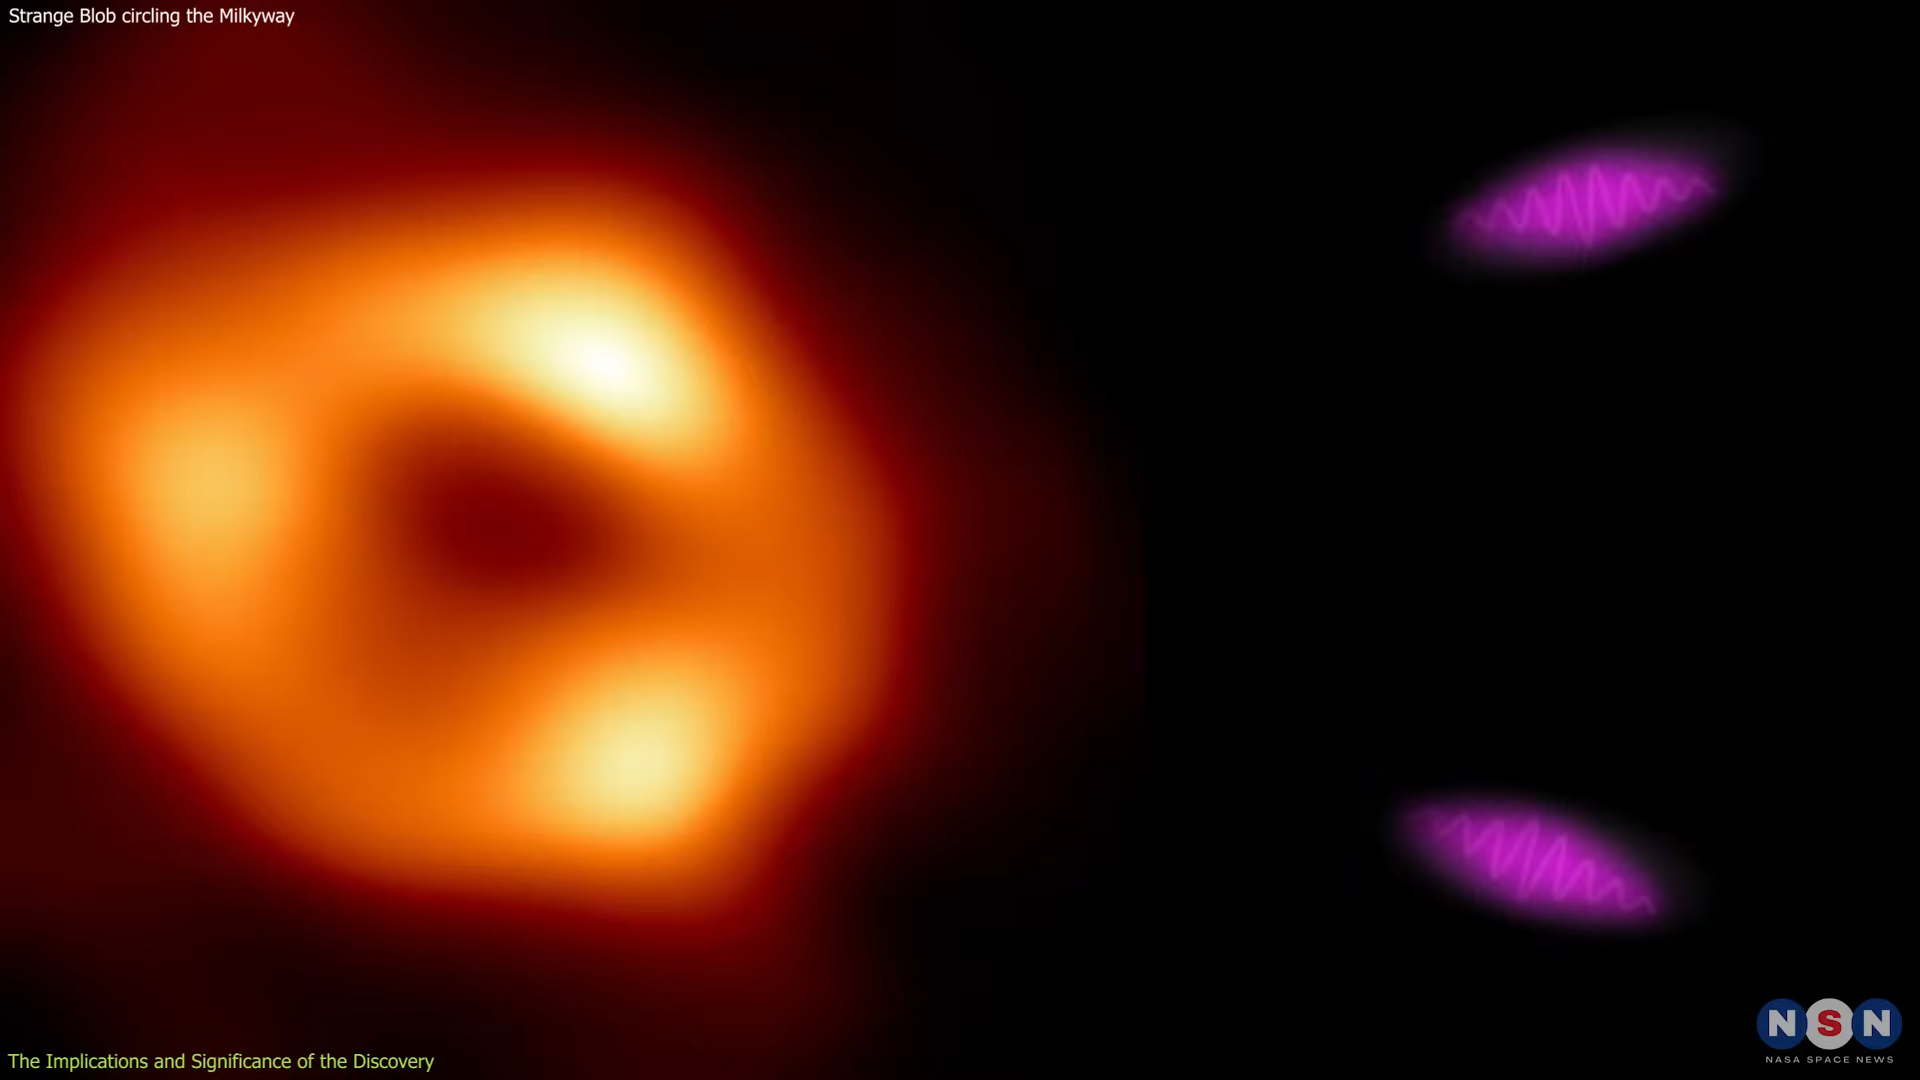 Strange Blob circling the Milkyway
The Implications and Significance of the Discovery
NSN
NASA SPACE NEWS